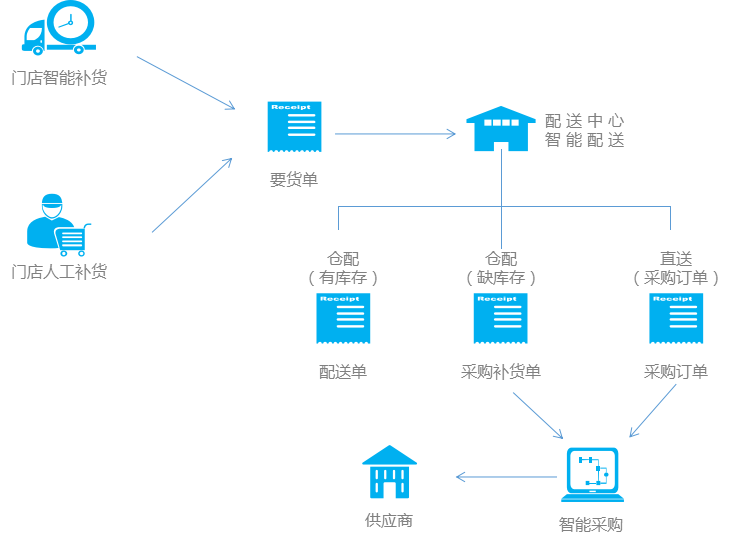 门店智能补货
Receipt
要货单
配送中心
智能配送
门店人工补货
仓配
（有库存）
仓配
（缺库存）
直送
（采购订单）
Receipt
Receipt
Receipt
配送单
采购补货单
采购订单
供应商
智能采购